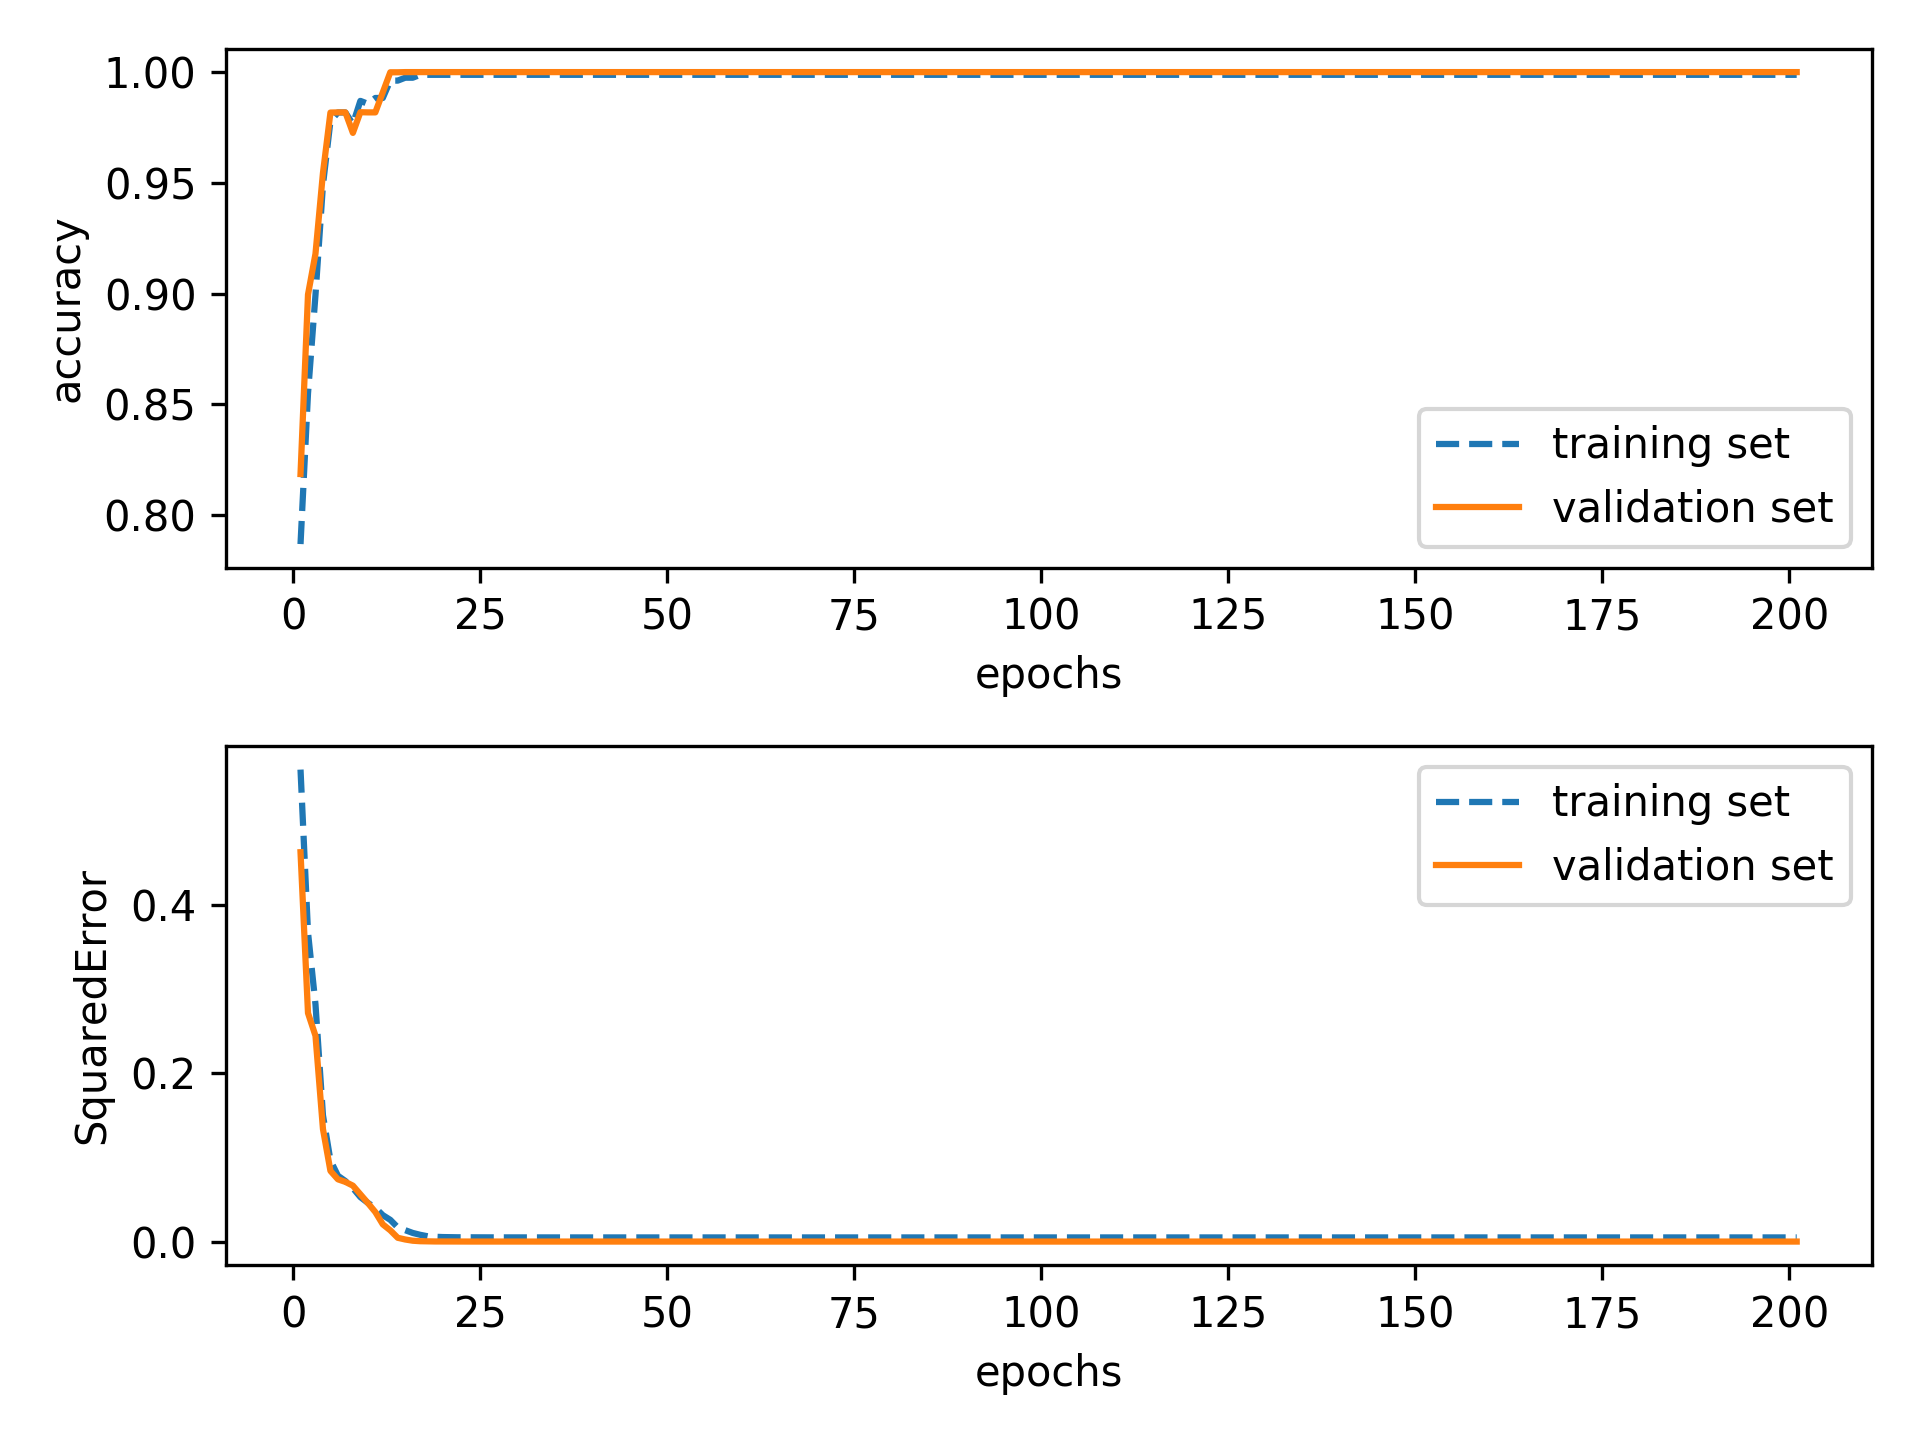 1.00
0.95
0.90
0.85
0.80
accuracy
training set
validation set
0 25 50 75 100 125 150 175 200
epochs
0.4
0.2
0.0
SquaredError
training set
validation set
0 25 50 75 100 125 150 175 200
epochs